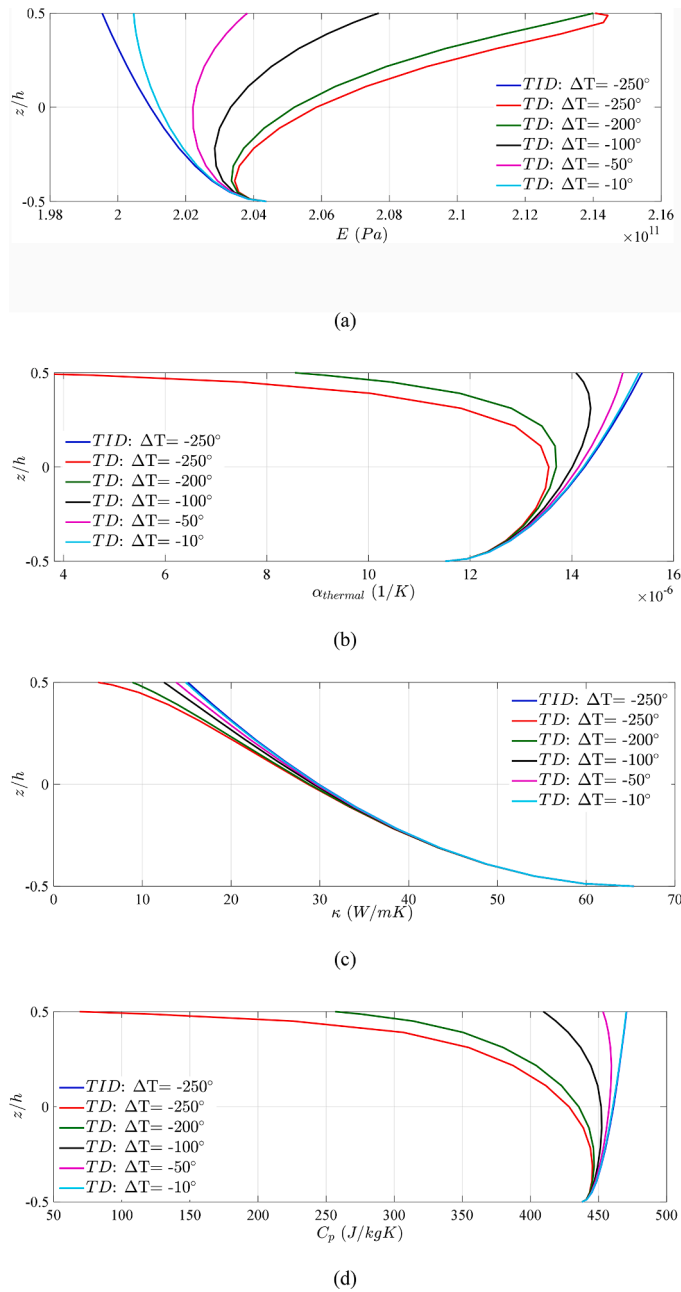 0.5
0
-0.5
z/h
TID: ΔT= -250°
TD: ΔT= -250°
TD: ΔT= -200°
TD: ΔT= -100°
TD: ΔT= -50°
TD: ΔT= -10°
1.98 2 2.02 2.04 2.06 2.08 2.1 2.11 2.12 2.14 2.16
E (Pa)
×10¹¹
(a)
0.5
0
-0.5
z/h
TID: ΔT= -250°
TD: ΔT= -250°
TD: ΔT= -200°
TD: ΔT= -100°
TD: ΔT= -50°
TD: ΔT= -10°
4 6 8 10 12 14 16
α_thermal (1/K)
×10⁻⁶
(b)
0.5
0
-0.5
z/h
TID: ΔT= -250°
TD: ΔT= -250°
TD: ΔT= -200°
TD: ΔT= -100°
TD: ΔT= -50°
TD: ΔT= -10°
0 10 20 30 40 50 60 70
κ (W/mK)
(c)
0.5
0
-0.5
z/h
TID: ΔT= -250°
TD: ΔT= -250°
TD: ΔT= -200°
TD: ΔT= -100°
TD: ΔT= -50°
TD: ΔT= -10°
50 100 150 200 250 300 350 400 450 500
C_p (J/kgK)
(d)